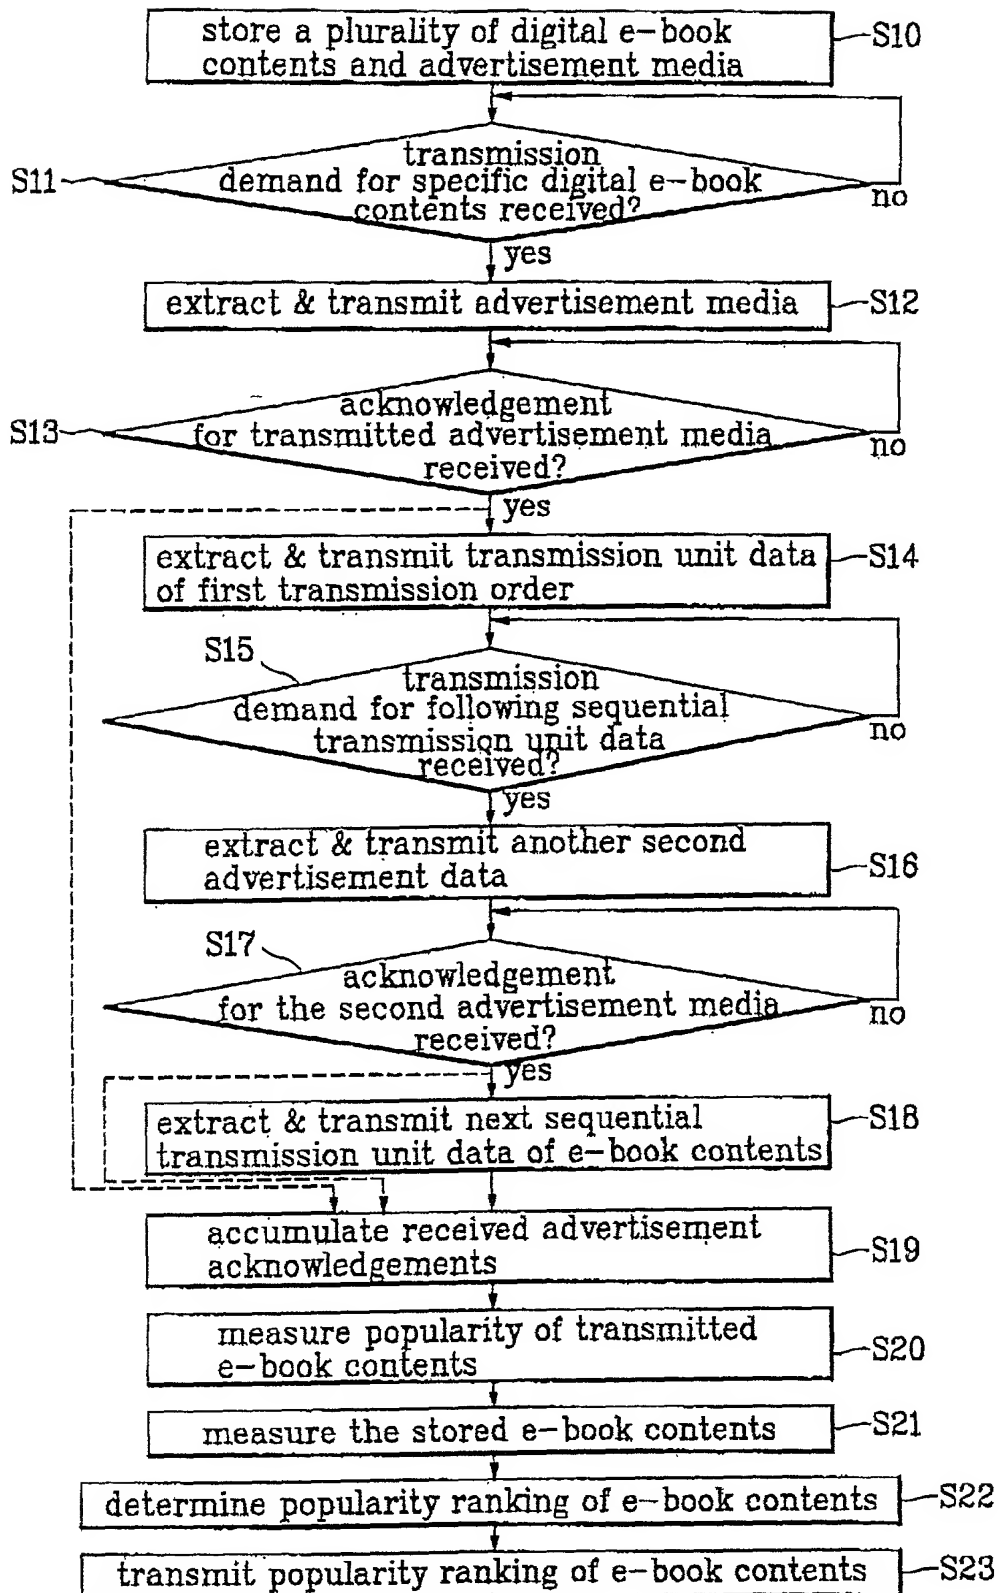 store a plurality of digital e-book
contents and advertisement media
S10
transmission
demand for specific digital e-book
contents received?
S11
no
yes
extract & transmit advertisement media
S12
acknowledgement
for transmitted advertisement media
received?
S13
no
yes
extract & transmit transmission unit data
of first transmission order
S14
S15
transmission
demand for following sequential
transmission unit data
received?
no
yes
extract & transmit another second
advertisement data
S16
S17
acknowledgement
for the second advertisement media
received?
no
yes
extract & transmit next sequential
transmission unit data of e-book contents
S18
accumulate received advertisement
acknowledgements
S19
measure popularity of transmitted
e-book contents
S20
measure the stored e-book contents
S21
determine popularity ranking of e-book contents
S22
transmit popularity ranking of e-book contents
S23